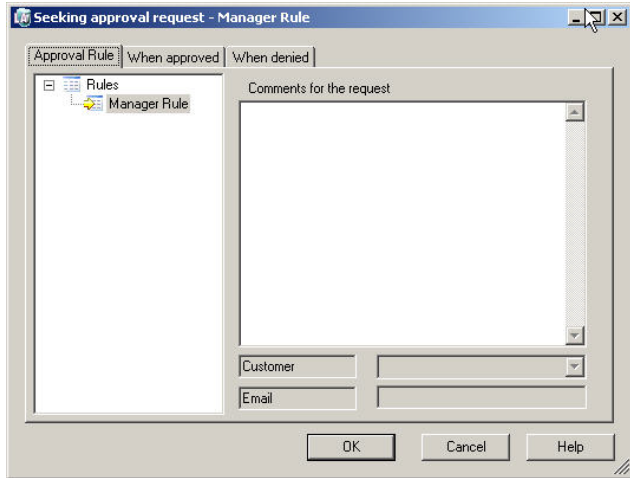 Seeking approval request - Manager Rule
Approval Rule When approved When denied
Rules
Manager Rule
Comments for the request
Customer
Email
OK Cancel Help